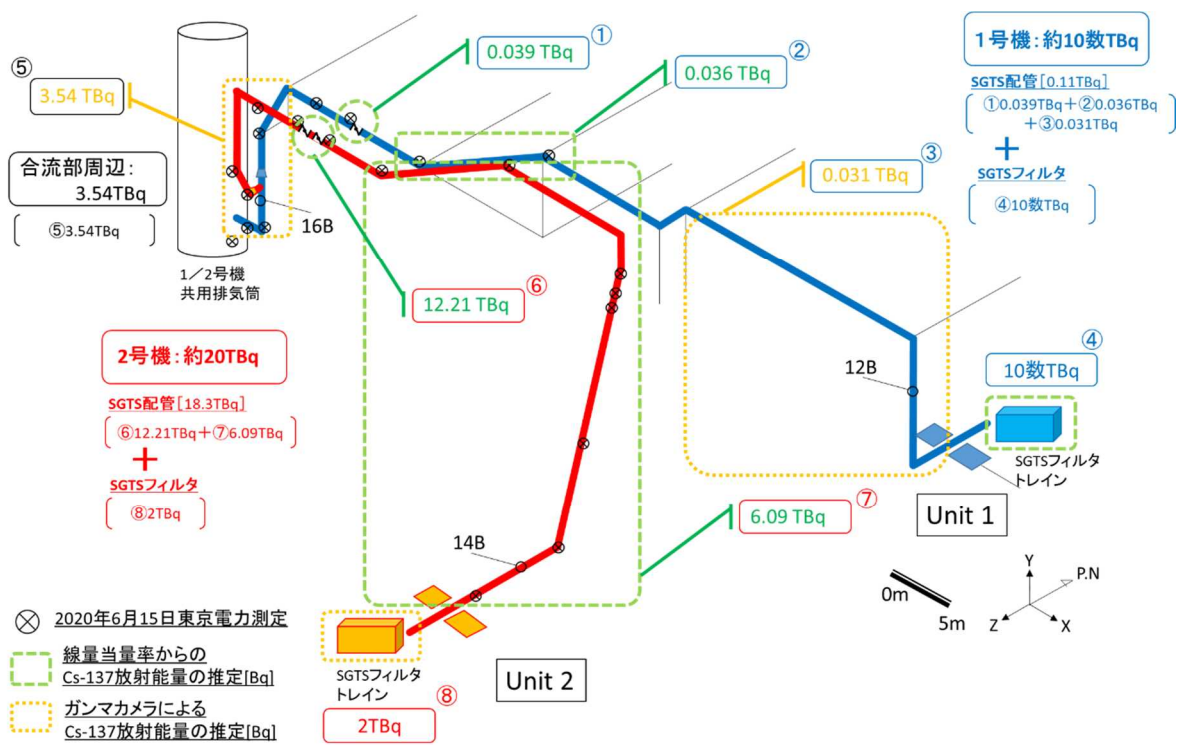 ⑤
3.54 TBq
合流部周辺：
3.54TBq
⑤3.54TBq
1／2号機
共用排気筒
16B
①
0.039 TBq
②
0.036 TBq
③
0.031 TBq
1号機：約10数TBq
SGTS配管[0.11TBq]
①0.039TBq＋②0.036TBq
＋③0.031TBq
＋
SGTSフィルタ
④10数TBq
⑥
12.21 TBq
2号機：約20TBq
SGTS配管[18.3TBq]
⑥12.21TBq＋⑦6.09TBq
＋
SGTSフィルタ
⑧2TBq
12B
④
10数TBq
SGTSフィルタ
トレイン
Unit 1
⑦
6.09 TBq
14B
0m
5m
Y
P.N
Z
X
2020年6月15日東京電力測定
線量当量率からの
Cs-137放射能量の推定[Bq]
ガンマカメラによる
Cs-137放射能量の推定[Bq]
SGTSフィルタ
トレイン
Unit 2
⑧
2TBq